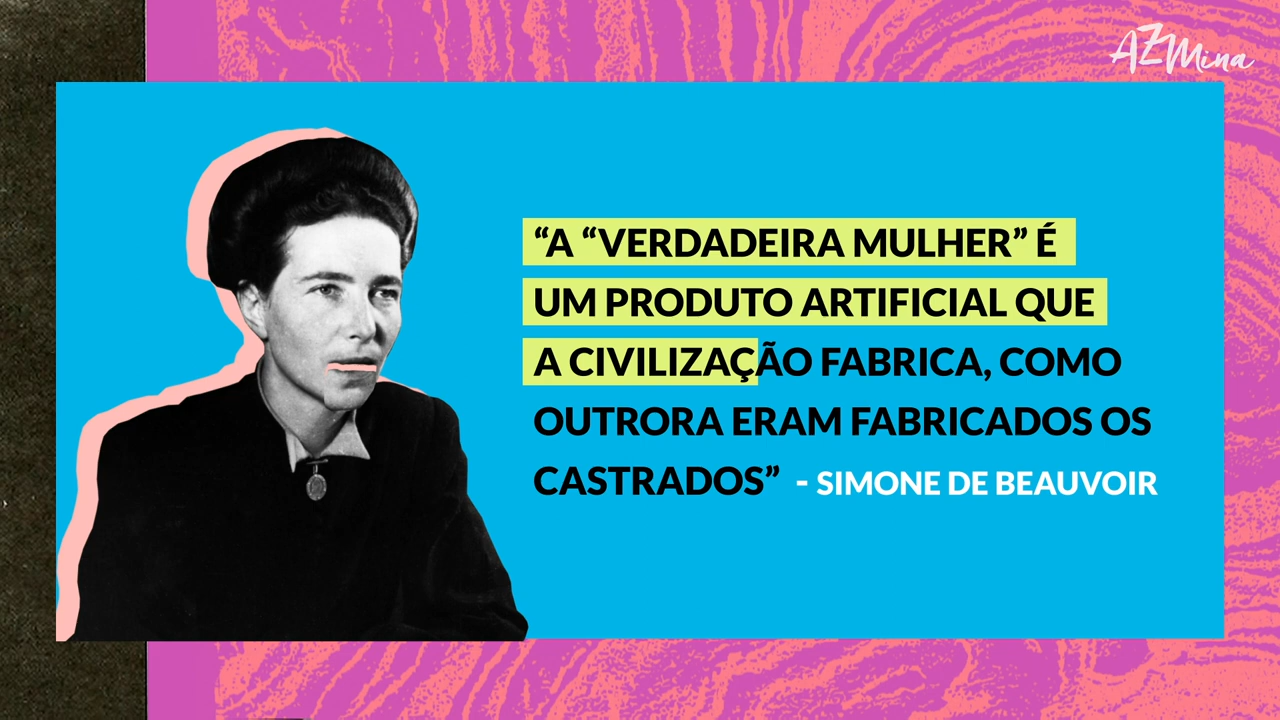 AZMina
“A “VERDADEIRA MULHER” É
UM PRODUTO ARTIFICIAL QUE
A CIVILIZAÇÃO FABRICA, COMO
OUTRORA ERAM FABRICADOS OS
CASTRADOS” - SIMONE DE BEAUVOIR